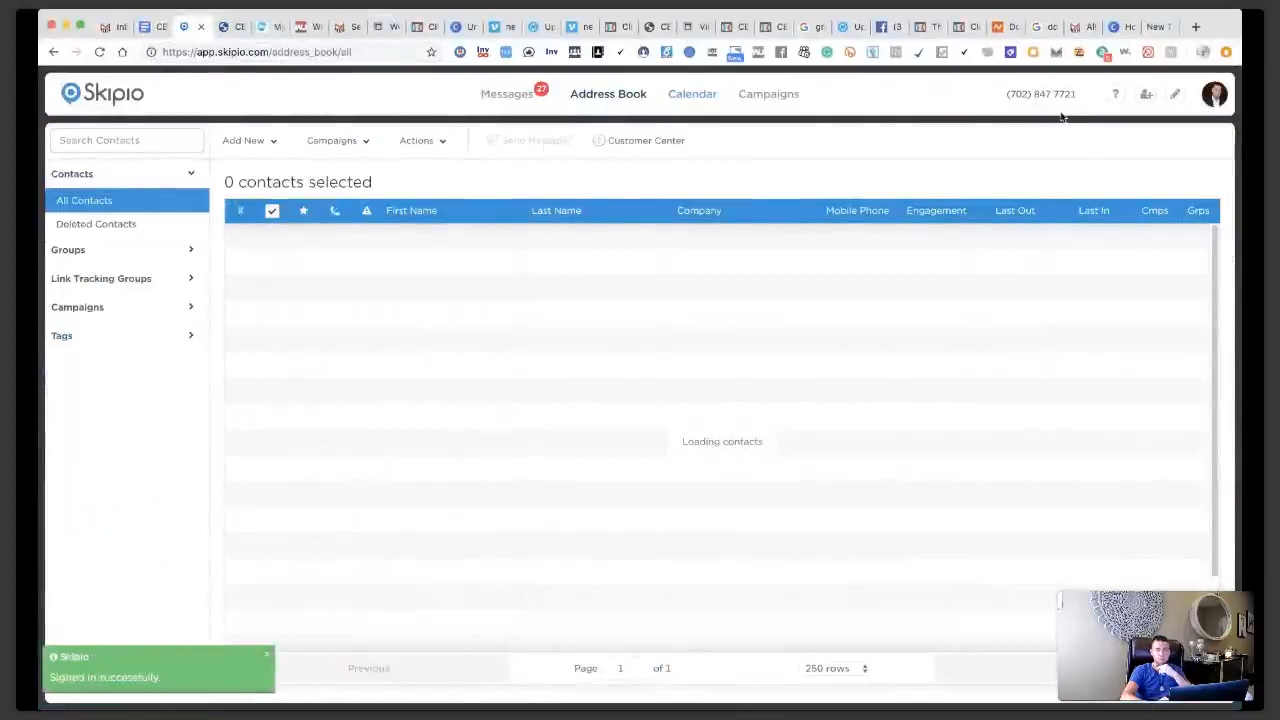 https://app.skipio.com/address_book/all
Skipio
Messages 27
Address Book
Calendar
Campaigns
(702) 847 7721
?
Search Contacts
Add New
Campaigns
Actions
Send Message
Customer Center
Contacts
All Contacts
Deleted Contacts
Groups
Link Tracking Groups
Campaigns
Tags
0 contacts selected
# First Name Last Name Company Mobile Phone Engagement Last Out Last In Cmps Grps
Loading contacts
Skipio
Signed in successfully.
Previous
Page 1 of 1
250 rows